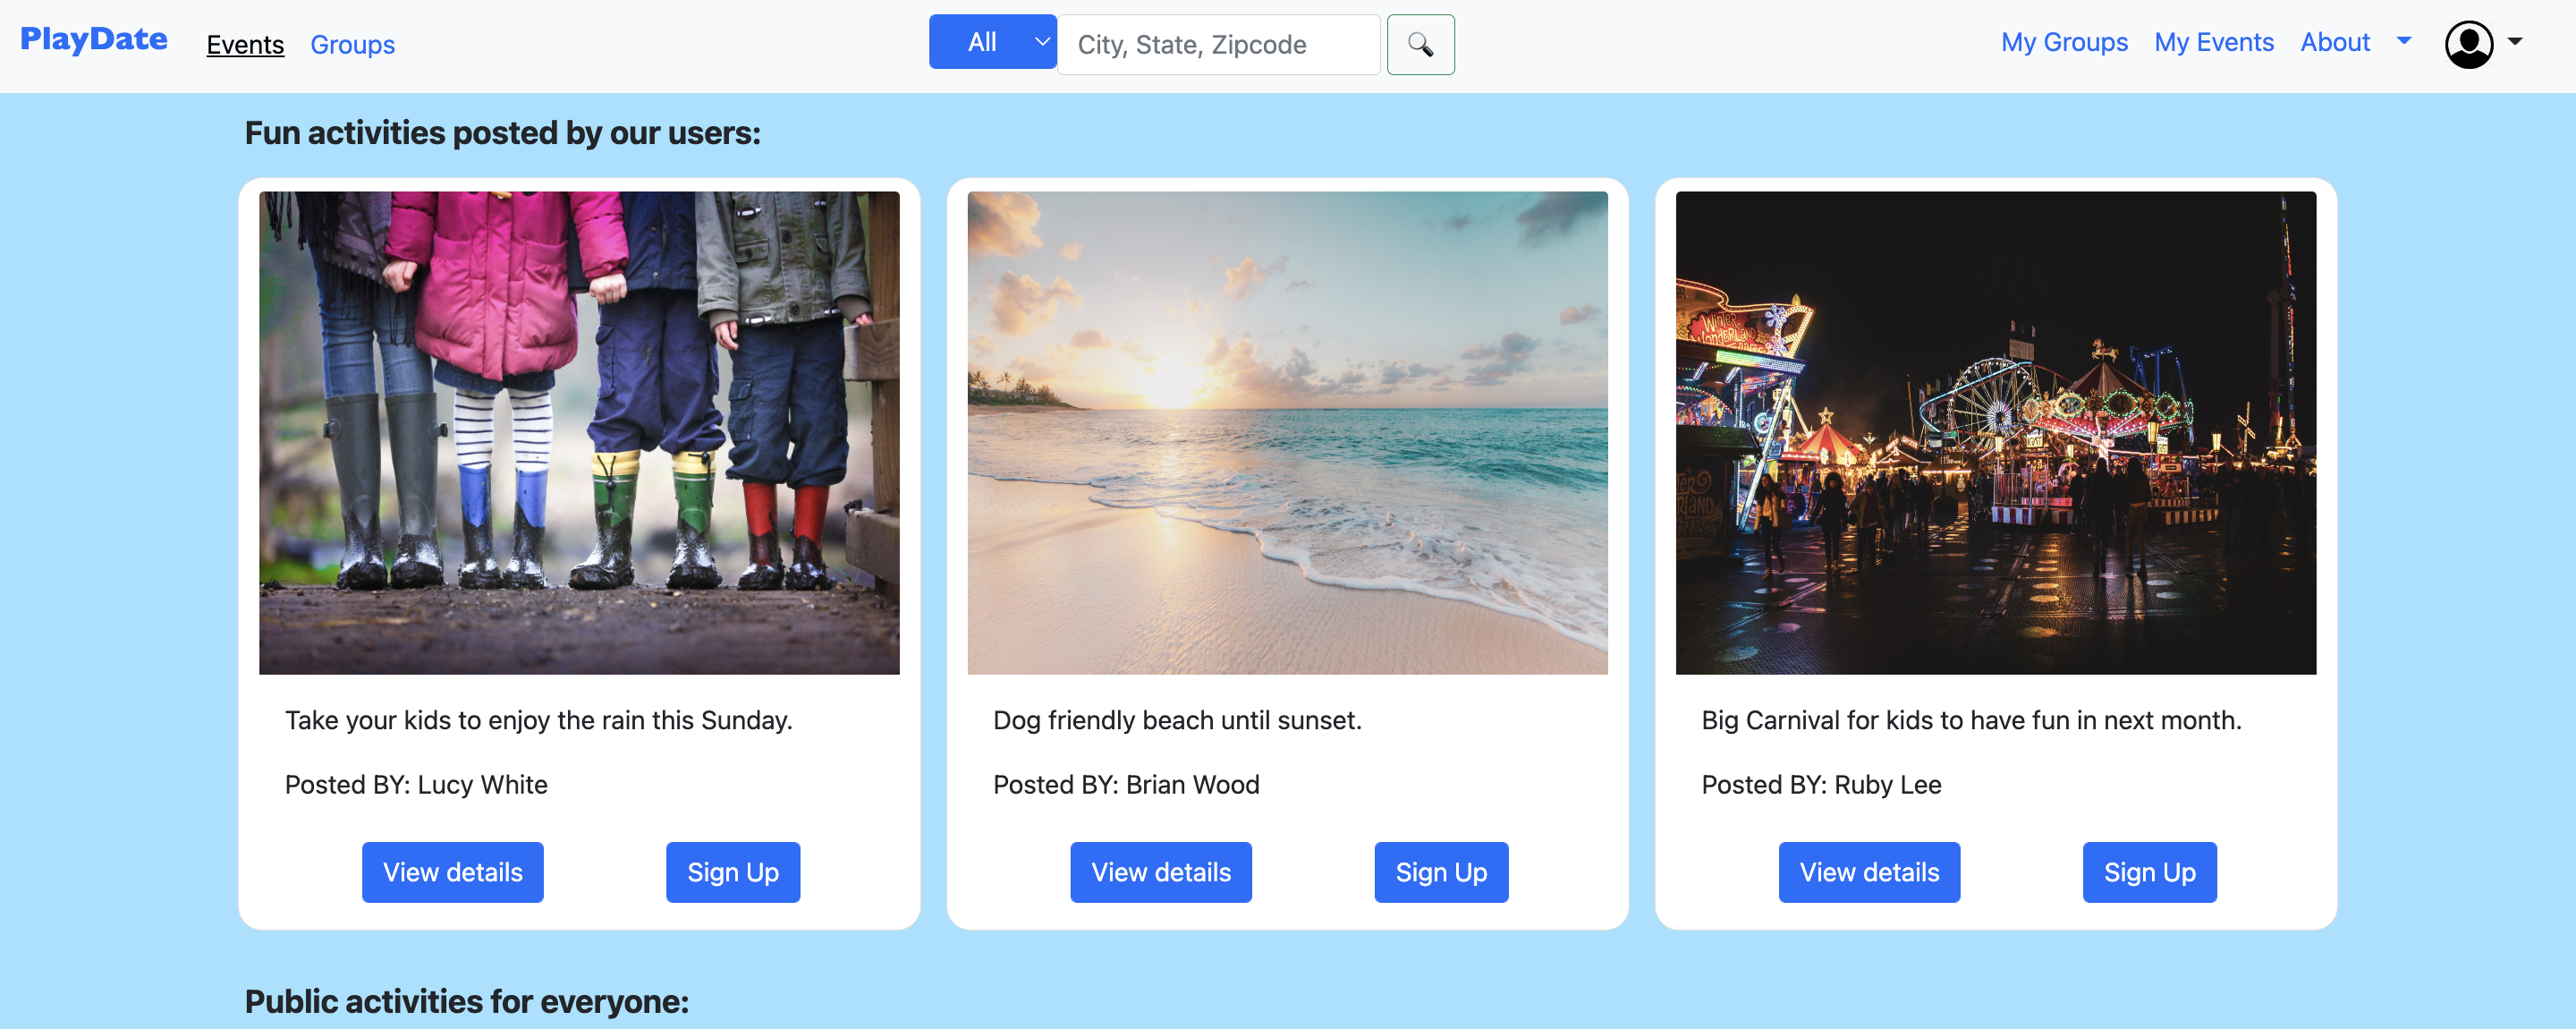 PlayDate
Events
Groups
All
City, State, Zipcode
My Groups
My Events
About
Fun activities posted by our users:
WINTER
Wonderland
Take your kids to enjoy the rain this Sunday.
Posted BY: Lucy White
View details
Sign Up
Dog friendly beach until sunset.
Posted BY: Brian Wood
View details
Sign Up
Big Carnival for kids to have fun in next month.
Posted BY: Ruby Lee
View details
Sign Up
Public activities for everyone: